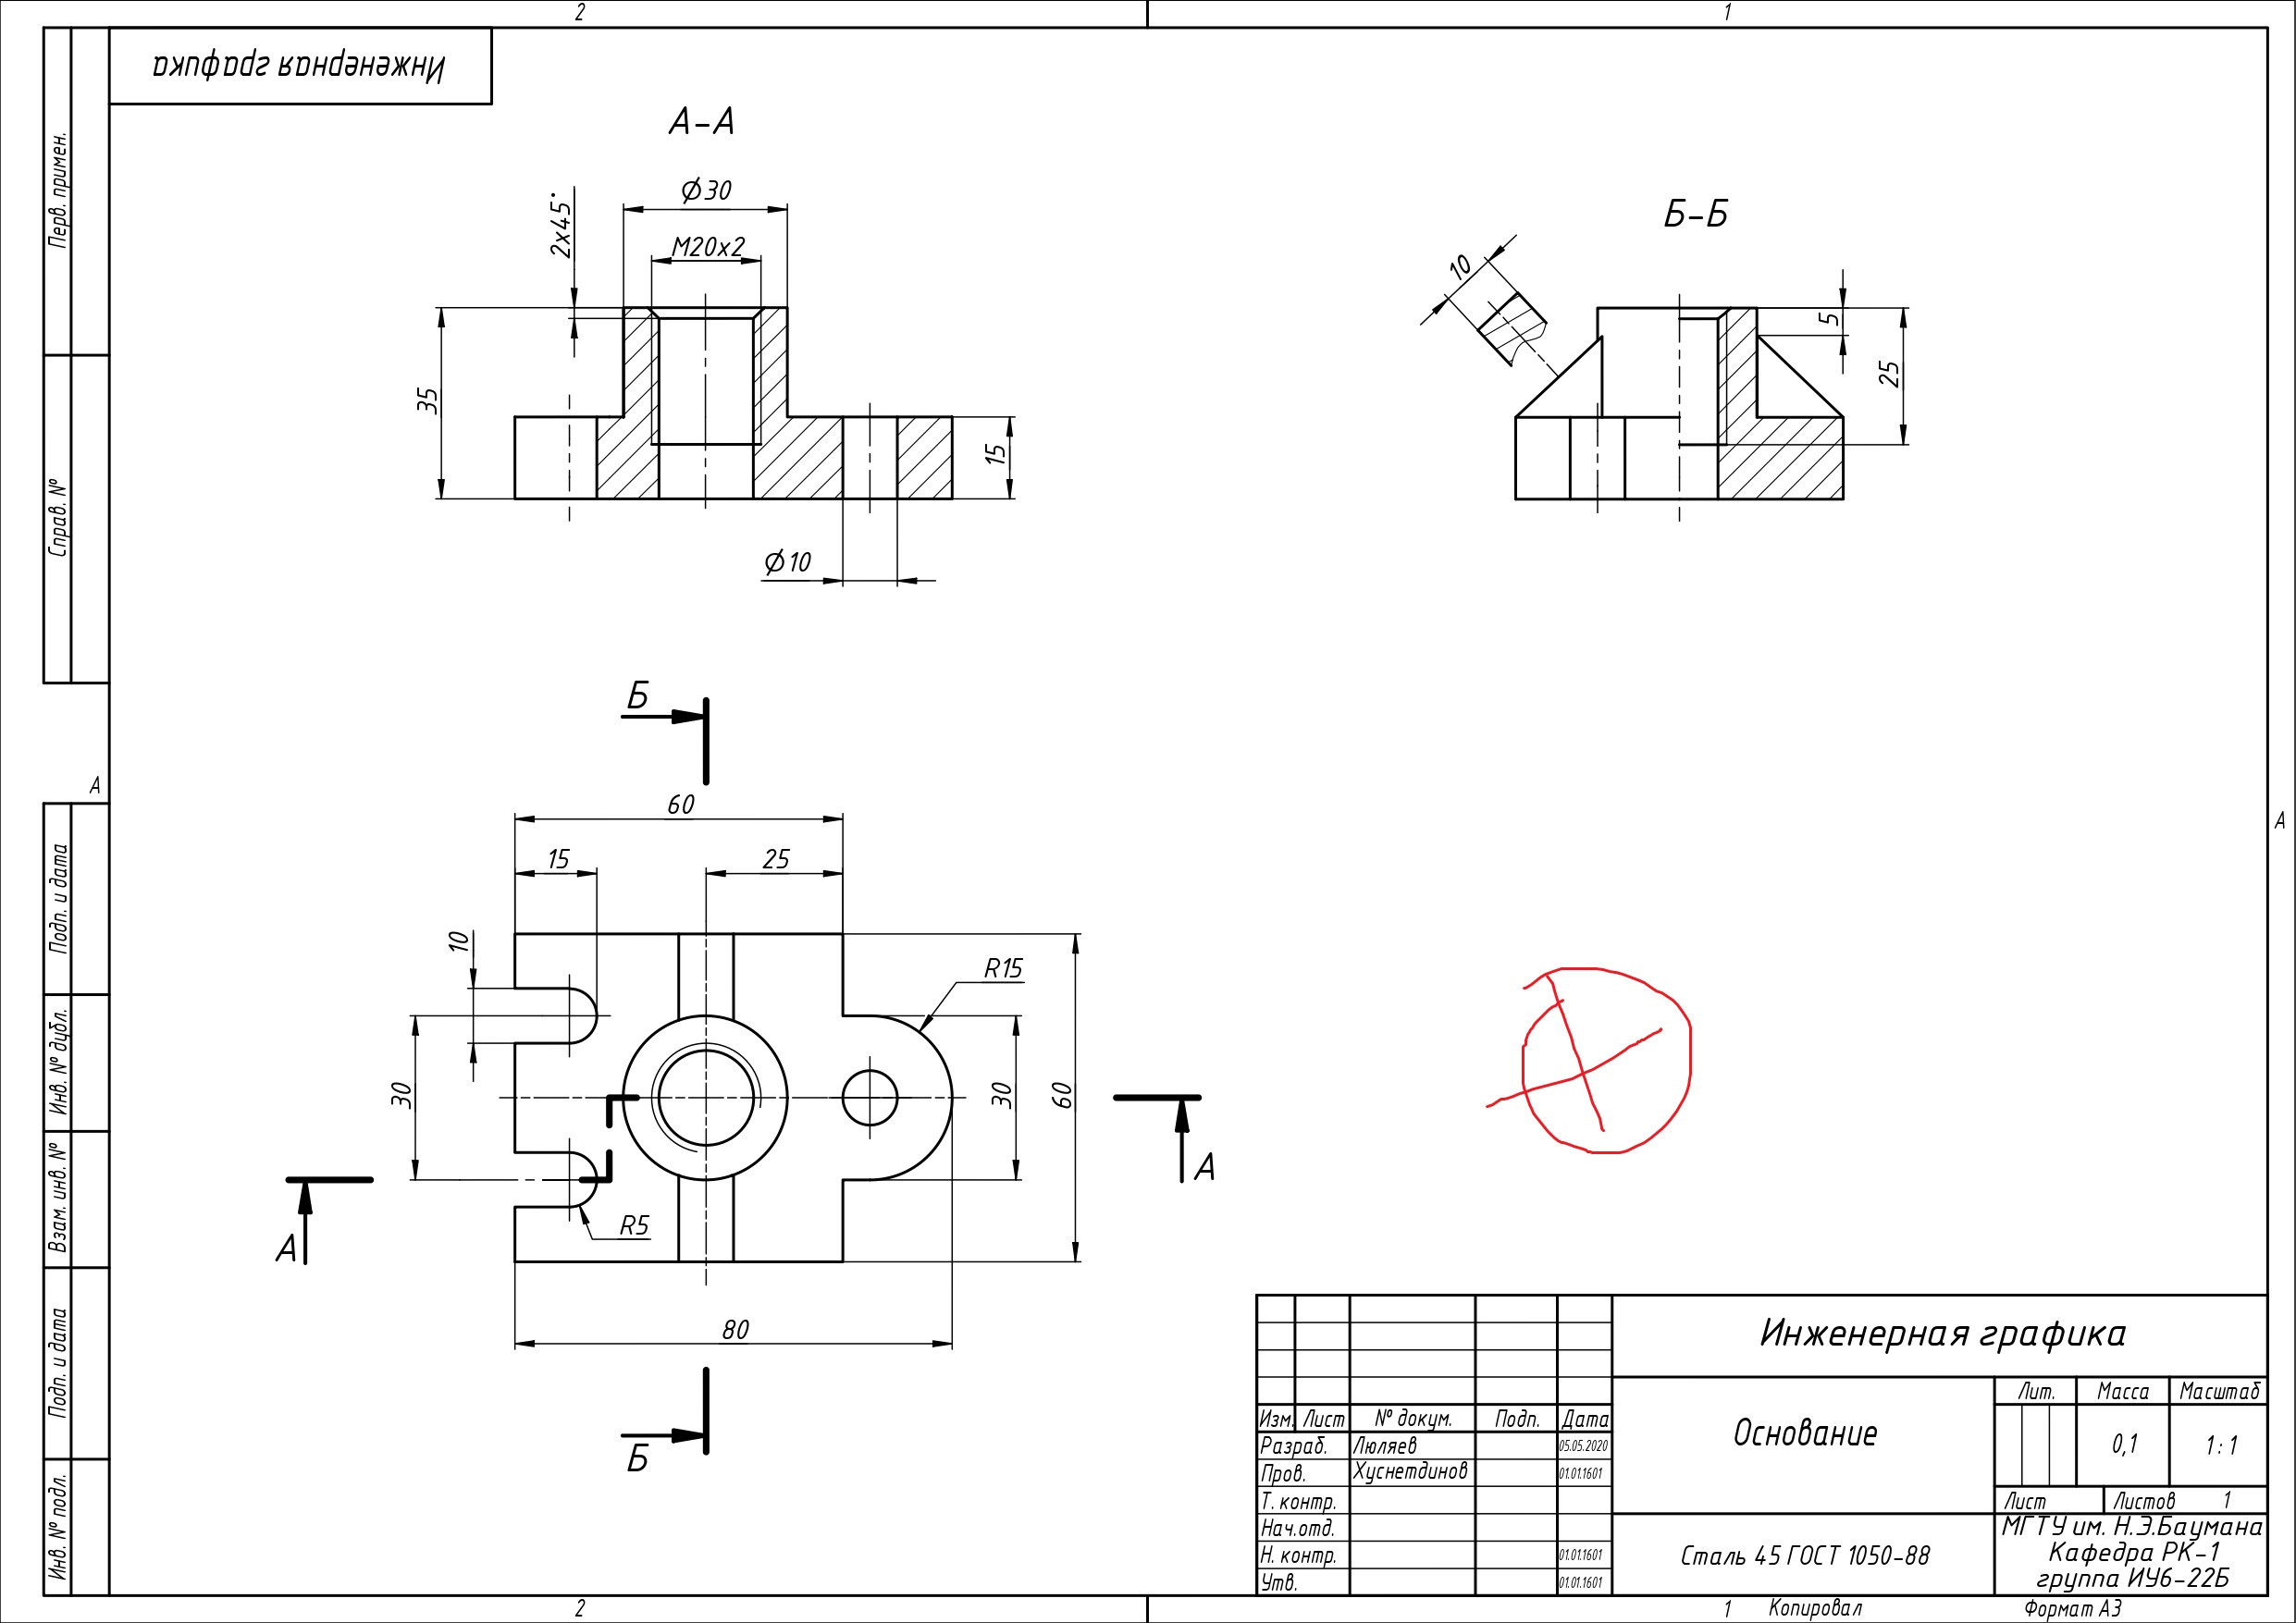 2
1
Инженерная графика
Перв. примен.
Справ. №
А-А
⌀30
2x45°
M20x2
35
15
⌀10
Б-Б
10
5
25
Б
А
А
60
15
25
10
R15
30
30
60
А
А
R5
80
Б
Подп. и дата
Инв. № дубл.
Взам. инв. №
Подп. и дата
Инв. № подл.
Инженерная графика
Лит. Масса Масштаб
Изм. Лист № докум. Подп. Дата
Основание
0,1 1:1
Разраб. Люляев 05.05.2020
Пров. Хуснетдинов 01.01.1601
Т. контр.
Лист Листов 1
Нач.отд.
Н. контр. 01.01.1601
Утв. 01.01.1601
Сталь 45 ГОСТ 1050-88
МГТУ им. Н.Э.Баумана
Кафедра РК-1
группа ИУ6-22Б
2
1
Копировал
Формат А3